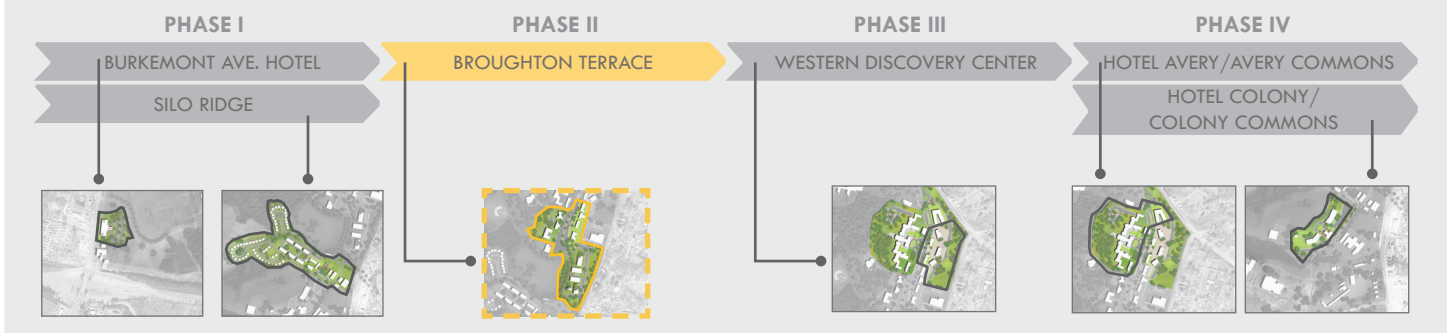 PHASE I
PHASE II
PHASE III
PHASE IV
BURKEMONT AVE. HOTEL
BROUGHTON TERRACE
WESTERN DISCOVERY CENTER
HOTEL AVERY/AVERY COMMONS
SILO RIDGE
HOTEL COLONY/
COLONY COMMONS